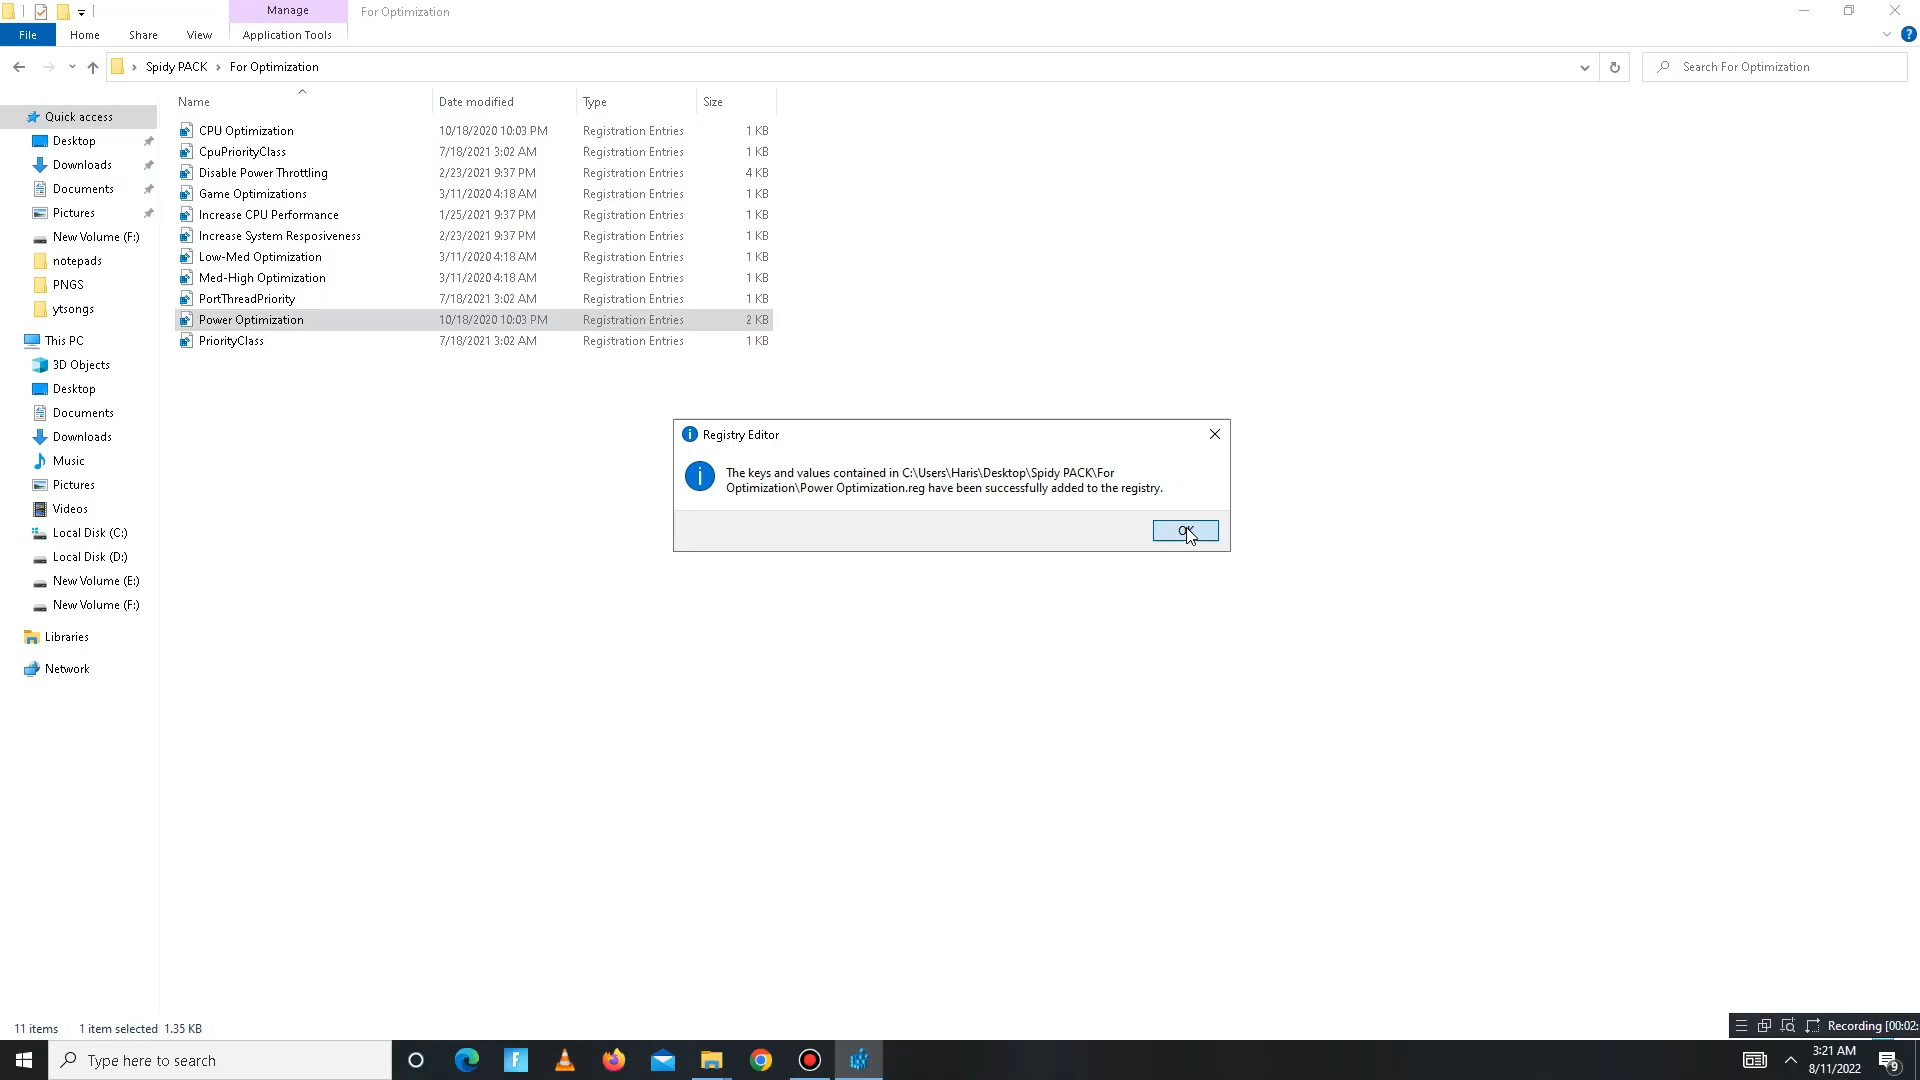 Manage
For Optimization
File
Home
Share
View
Application Tools
Spidy PACK
For Optimization
Search For Optimization
Name
Date modified
Type
Size
CPU Optimization 10/18/2020 10:03 PM Registration Entries 1 KB
CpuPriorityClass 7/18/2021 3:02 AM Registration Entries 1 KB
Disable Power Throttling 2/23/2021 9:37 PM Registration Entries 4 KB
Game Optimizations 3/11/2020 4:18 AM Registration Entries 1 KB
Increase CPU Performance 1/25/2021 9:37 PM Registration Entries 1 KB
Increase System Resposiveness 2/23/2021 9:37 PM Registration Entries 1 KB
Low-Med Optimization 3/11/2020 4:18 AM Registration Entries 1 KB
Med-High Optimization 3/11/2020 4:18 AM Registration Entries 1 KB
PortThreadPriority 7/18/2021 3:02 AM Registration Entries 1 KB
Power Optimization 10/18/2020 10:03 PM Registration Entries 2 KB
PriorityClass 7/18/2021 3:02 AM Registration Entries 1 KB
Quick access
Desktop
Downloads
Documents
Pictures
New Volume (F:)
notepads
PNGS
ytsongs
This PC
3D Objects
Desktop
Documents
Downloads
Music
Pictures
Videos
Local Disk (C:)
Local Disk (D:)
New Volume (E:)
New Volume (F:)
Libraries
Network
Registry Editor
The keys and values contained in C:\Users\Haris\Desktop\Spidy PACK\For
Optimization\Power Optimization.reg have been successfully added to the registry.
OK
11 items
1 item selected 1.35 KB
Recording [00:02:
Type here to search
3:21 AM
8/11/2022
9